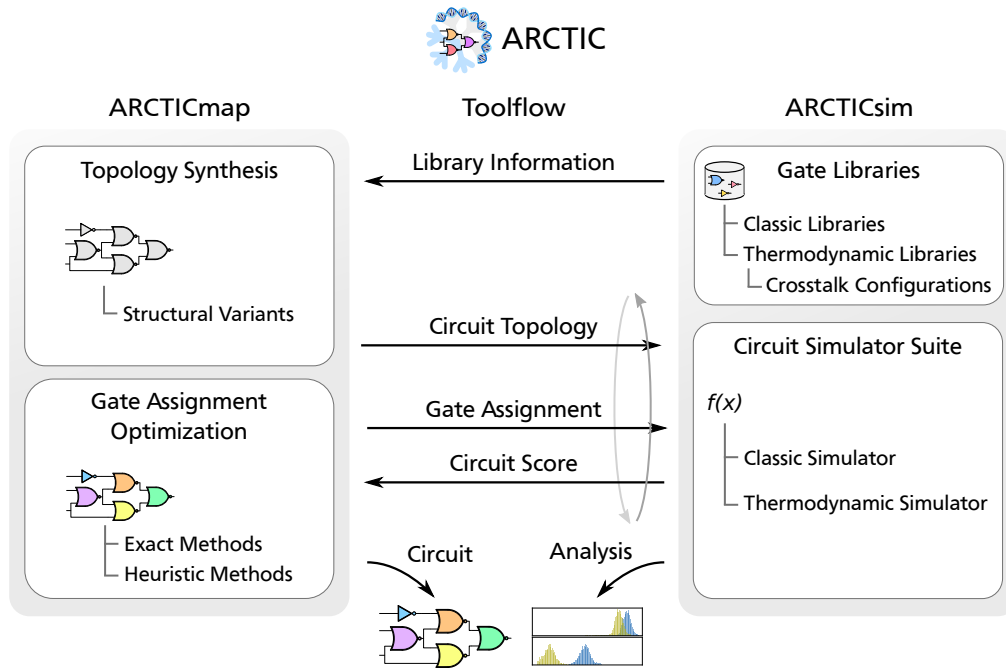 ARCTIC
ARCTICmap
Toolflow
ARCTICsim
Topology Synthesis
Structural Variants
Gate Assignment
Optimization
Exact Methods
Heuristic Methods
Library Information
Circuit Topology
Gate Assignment
Circuit Score
Circuit
Analysis
Gate Libraries
Classic Libraries
Thermodynamic Libraries
Crosstalk Configurations
Circuit Simulator Suite
f(x)
Classic Simulator
Thermodynamic Simulator